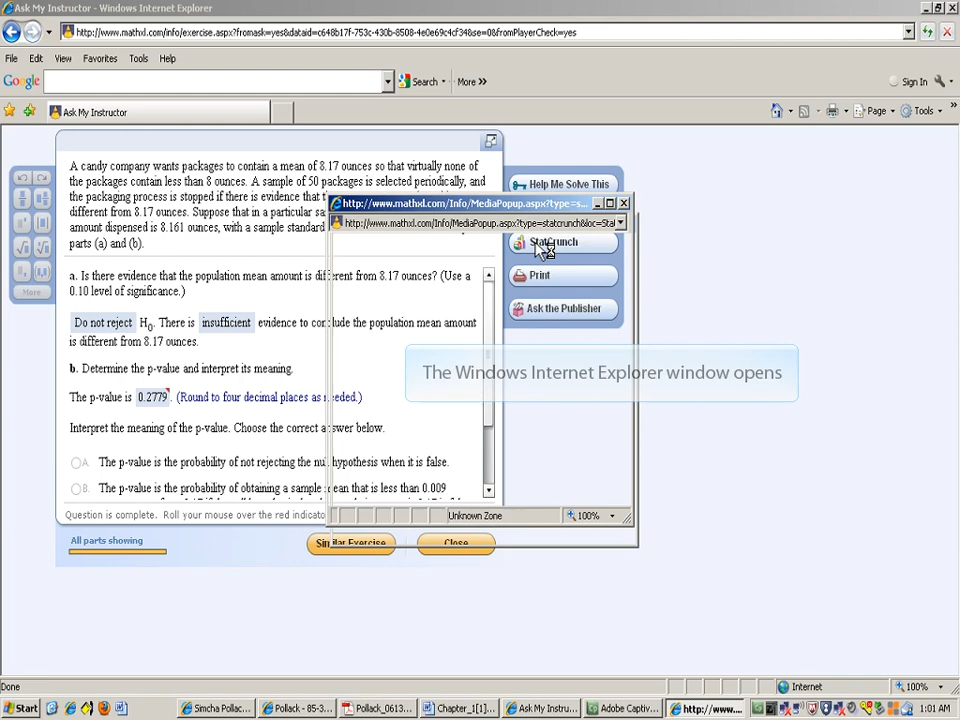 Ask My Instructor - Windows Internet Explorer
http://www.mathxl.com/info/exercise.aspx?fromask=yes&dataid=c648b17f-753c-430b-8508-4e0e69c4cf34&se=0&fromPlayerCheck=yes
File Edit View Favorites Tools Help
Google Search More >> Sign In
Ask My Instructor Page Tools
A candy company wants packages to contain a mean of 8.17 ounces so that virtually none of
the packages contain less than 8 ounces. A sample of 50 packages is selected periodically, and
the packaging process is stopped if there is evidence that
different from 8.17 ounces. Suppose that in a particular
amount dispensed is 8.161 ounces, with a sample standard
parts (a) and (b).
Help Me Solve This
http://www.mathxl.com/Info/MediaPopup.aspx?type=s...
http://www.mathxl.com/Info/MediaPopup.aspx?type=statcrunch&loc=Stat
StatCrunch
Print
Ask the Publisher
a. Is there evidence that the population mean amount is different from 8.17 ounces? (Use a
0.10 level of significance.)
Do not reject H0. There is insufficient evidence to conclude the population mean amount
is different from 8.17 ounces.
b. Determine the p-value and interpret its meaning.
The Windows Internet Explorer window opens
The p-value is 0.2779. (Round to four decimal places as needed.)
Interpret the meaning of the p-value. Choose the correct answer below.
A. The p-value is the probability of not rejecting the null hypothesis when it is false.
B. The p-value is the probability of obtaining a sample mean that is less than 0.009
More
Question is complete. Roll your mouse over the red indicato
Unknown Zone 100%
All parts showing
Similar Exercise Close
Done Internet 100%
Start Simcha Pollac... Pollack - 85-3... Pollack_0613... Chapter_1[1]... Ask My Instru... Adobe Captiv... http://www.... 1:01 AM